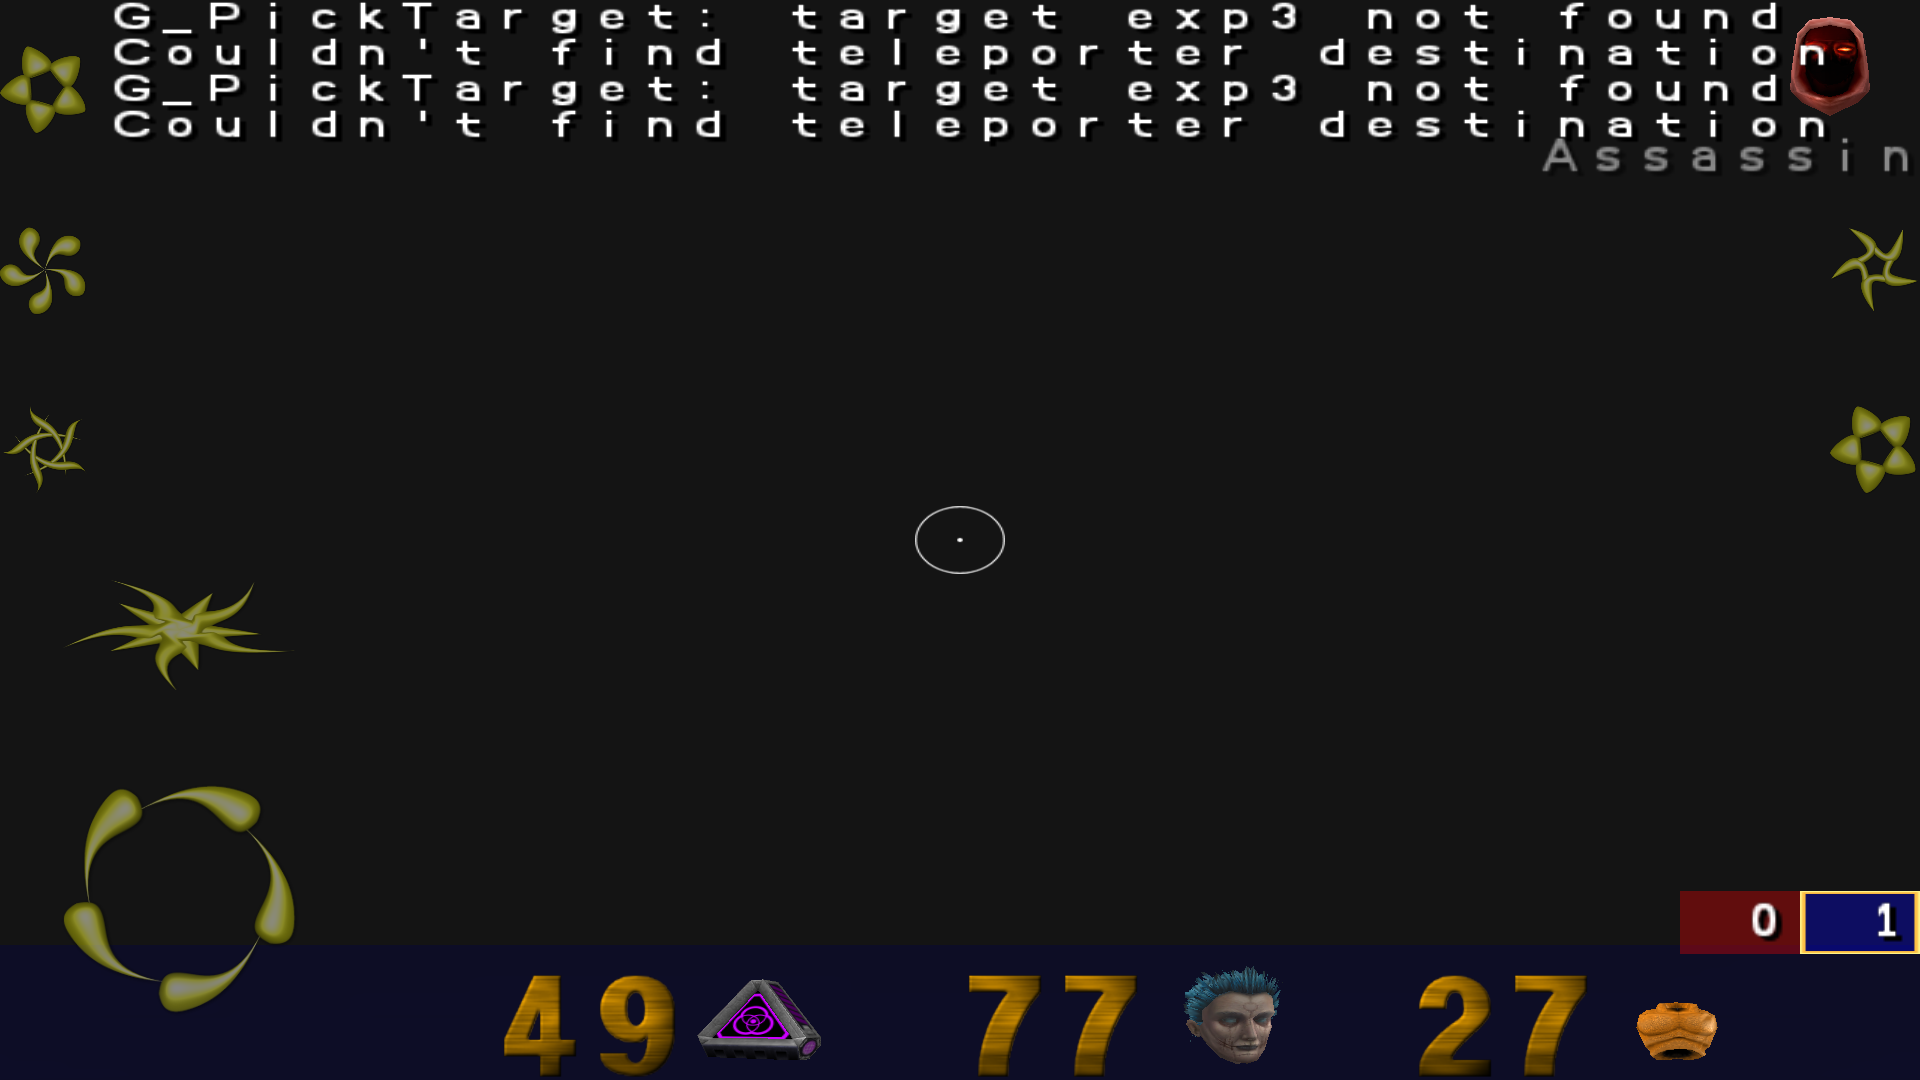 G_PickTarget: target exp3 not found
Couldn't find teleporter destination
G_PickTarget: target exp3 not found
Couldn't find teleporter destination
Assassin
0 1
49 77 27